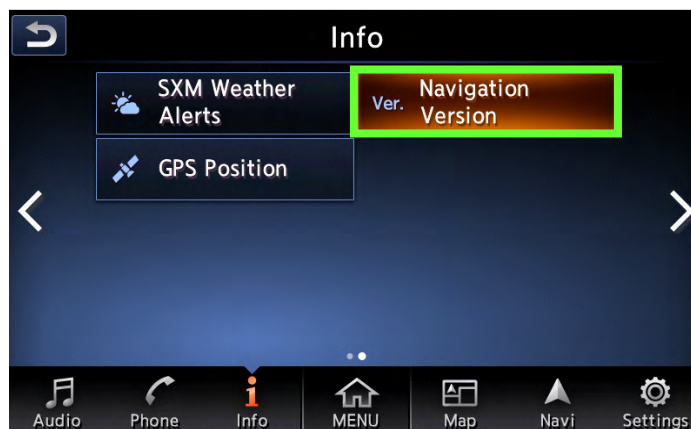 Info
SXM Weather
Alerts
Ver. Navigation
Version
GPS Position
Audio
Phone
Info
MENU
Map
Navi
Settings